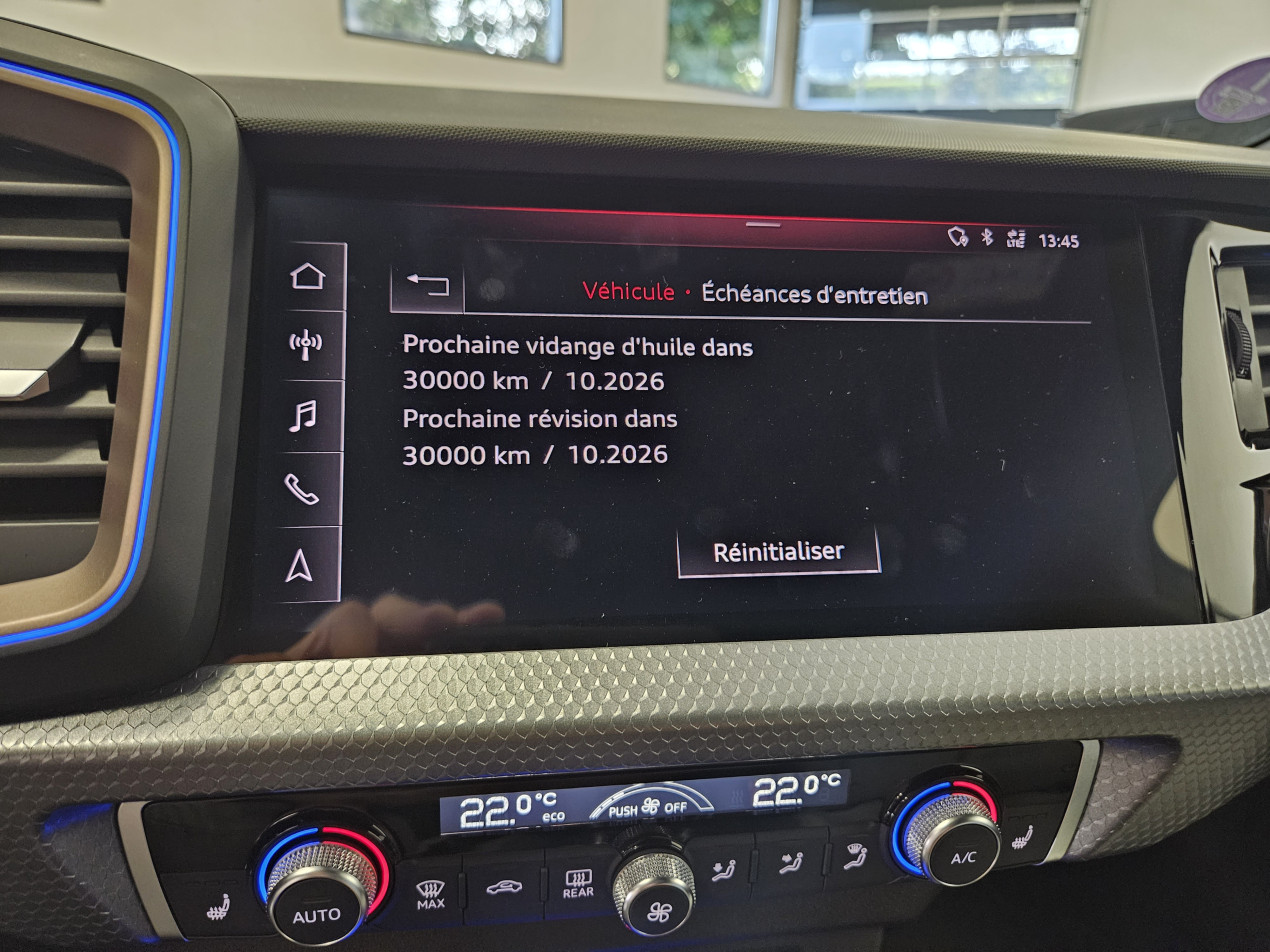 LTE 13:45
Véhicule • Échéances d'entretien
Prochaine vidange d'huile dans
30000 km / 10.2026
Prochaine révision dans
30000 km / 10.2026
Réinitialiser
22.0°C eco
PUSH OFF
22.0°C
AUTO
MAX
REAR
A/C